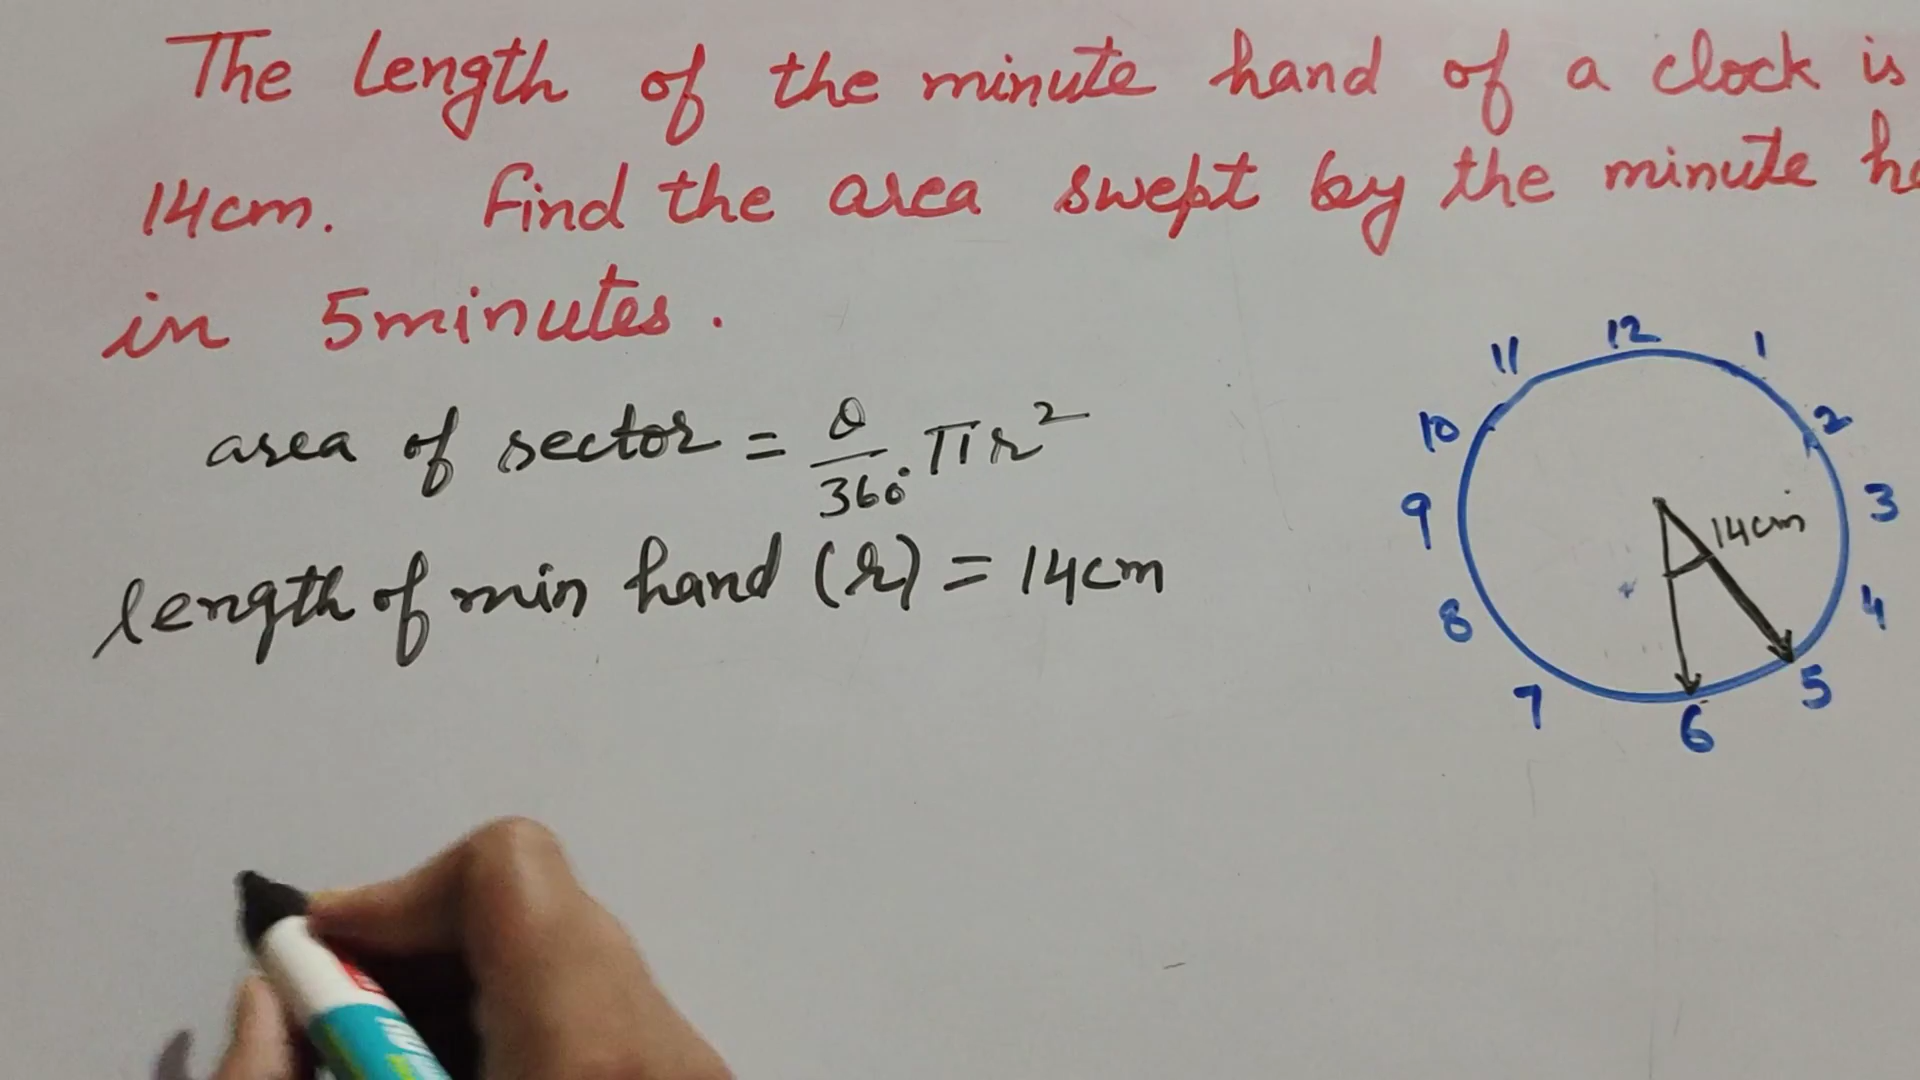 The length of the minute hand of a clock is
14cm. Find the area swept by the minute
in 5minutes.
area of sector = θ/360° πr²
length of min hand (r) = 14cm
11 12 1
10 2
9 3
14cm
8 4
7 5
6